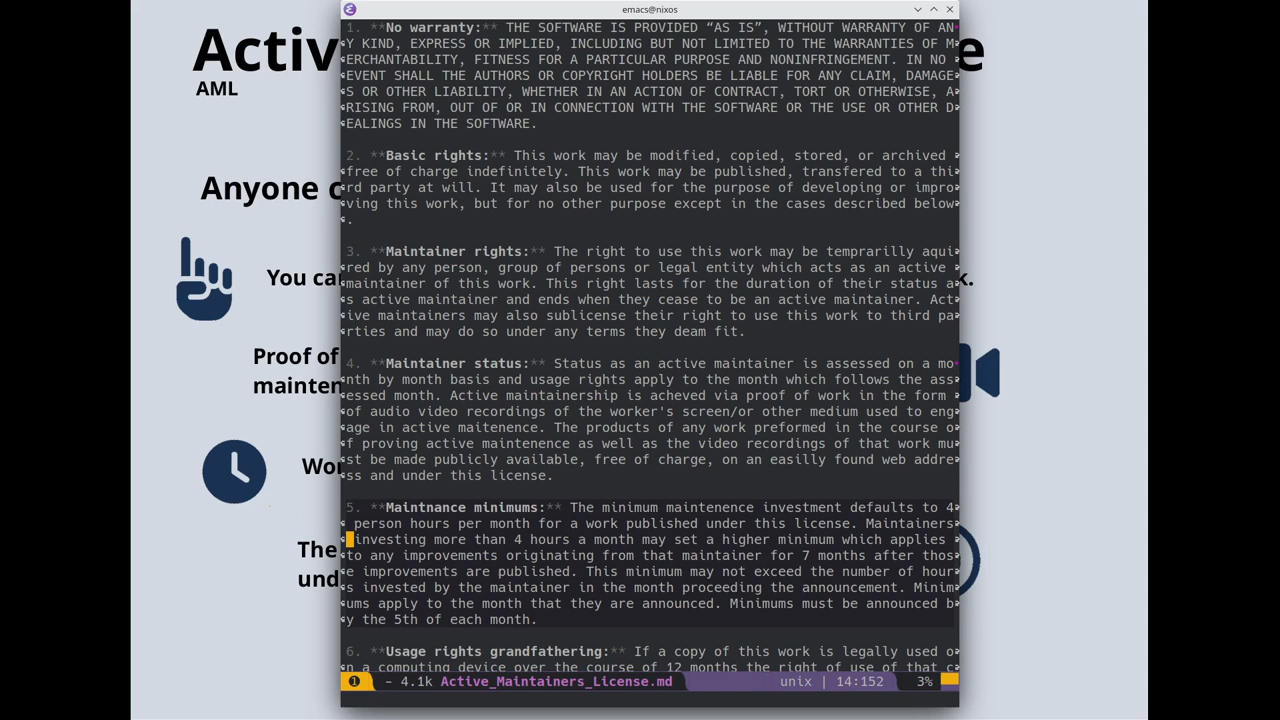 emacs@nixos
Activ
e
AML
Anyone c
You ca
k.
Proof of
mainten
Wo
The
und
1. **No warranty:** THE SOFTWARE IS PROVIDED “AS IS”, WITHOUT WARRANTY OF AN
Y KIND, EXPRESS OR IMPLIED, INCLUDING BUT NOT LIMITED TO THE WARRANTIES OF M
ERCHANTABILITY, FITNESS FOR A PARTICULAR PURPOSE AND NONINFRINGEMENT. IN NO
EVENT SHALL THE AUTHORS OR COPYRIGHT HOLDERS BE LIABLE FOR ANY CLAIM, DAMAGE
S OR OTHER LIABILITY, WHETHER IN AN ACTION OF CONTRACT, TORT OR OTHERWISE, A
RISING FROM, OUT OF OR IN CONNECTION WITH THE SOFTWARE OR THE USE OR OTHER D
EALINGS IN THE SOFTWARE.
2. **Basic rights:** This work may be modified, copied, stored, or archived
free of charge indefinitely. This work may be published, transfered to a thi
rd party at will. It may also be used for the purpose of developing or impro
ving this work, but for no other purpose except in the cases described below
.
3. **Maintainer rights:** The right to use this work may be temprarilly aqui
red by any person, group of persons or legal entity which acts as an active
maintainer of this work. This right lasts for the duration of their status a
s active maintainer and ends when they cease to be an active maintainer. Act
ive maintainers may also sublicense their right to use this work to third pa
rties and may do so under any terms they deam fit.
4. **Maintainer status:** Status as an active maintainer is assessed on a mo
nth by month basis and usage rights apply to the month which follows the ass
essed month. Active maintainership is acheved via proof of work in the form
of audio video recordings of the worker's screen/or other medium used to eng
age in active maitenence. The products of any work preformed in the course o
f proving active maintenence as well as the video recordings of that work mu
st be made publicly available, free of charge, on an easilly found web addre
ss and under this license.
5. **Maintnance minimums:** The minimum maintenence investment defaults to 4
person hours per month for a work published under this license. Maintainers
investing more than 4 hours a month may set a higher minimum which applies
to any improvements originating from that maintainer for 7 months after thos
e improvements are published. This minimum may not exceed the number of hour
s invested by the maintainer in the month proceeding the announcement. Minim
ums apply to the month that they are announced. Minimums must be announced b
y the 5th of each month.
6. **Usage rights grandfathering:** If a copy of this work is legally used o
n a computing device over the course of 12 months the right of use of that c
1 - 4.1k Active_Maintainers_License.md unix | 14:152 3%